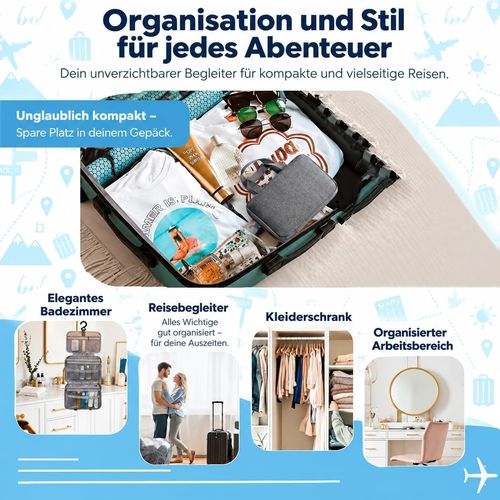 Organisation und Stil
für jedes Abenteuer
Dein unverzichtbarer Begleiter für kompakte und vielseitige Reisen.
Unglaublich kompakt –
Spare Platz in deinem Gepäck.
Elegantes
Badezimmer
Reisebegleiter
Alles Wichtige
gut organisiert –
für deine Auszeiten.
Kleiderschrank
Organisierter
Arbeitsbereich